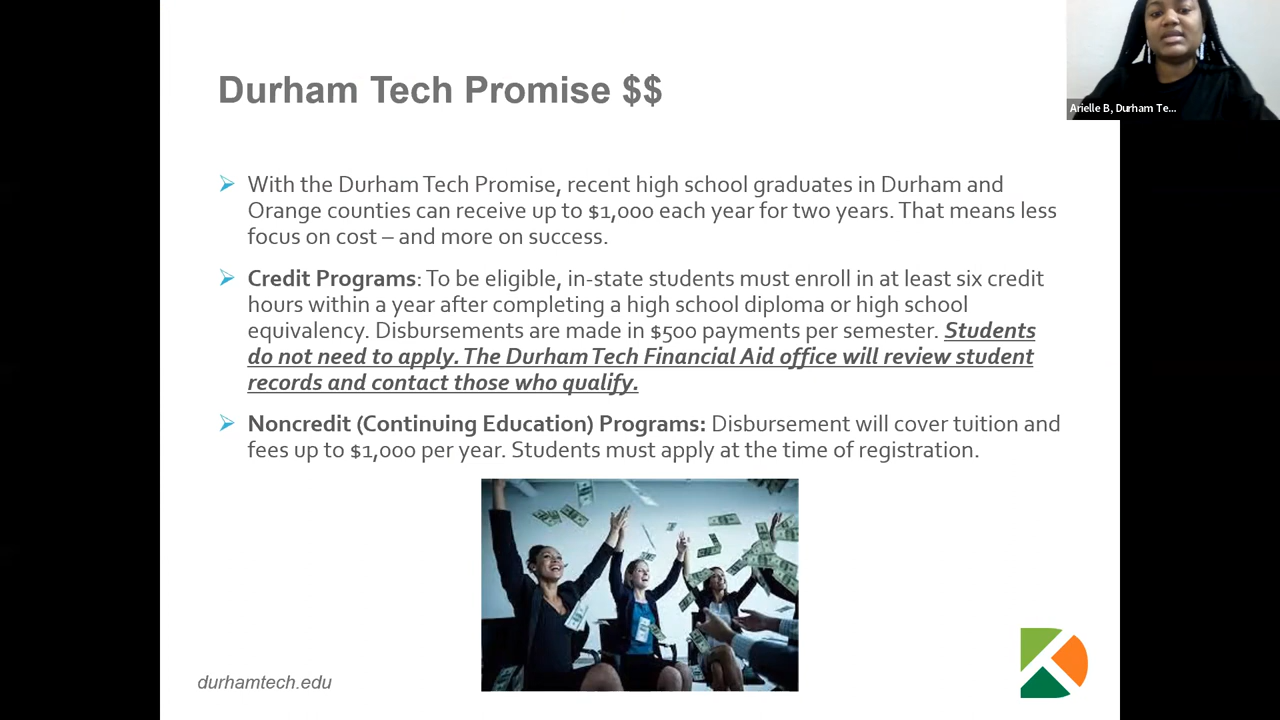 Durham Tech Promise $$
With the Durham Tech Promise, recent high school graduates in Durham and
Orange counties can receive up to $1,000 each year for two years. That means less
focus on cost – and more on success.
Credit Programs: To be eligible, in-state students must enroll in at least six credit
hours within a year after completing a high school diploma or high school
equivalency. Disbursements are made in $500 payments per semester. Students
do not need to apply. The Durham Tech Financial Aid office will review student
records and contact those who qualify.
Noncredit (Continuing Education) Programs: Disbursement will cover tuition and
fees up to $1,000 per year. Students must apply at the time of registration.
durhamtech.edu
Arielle B, Durham Te...